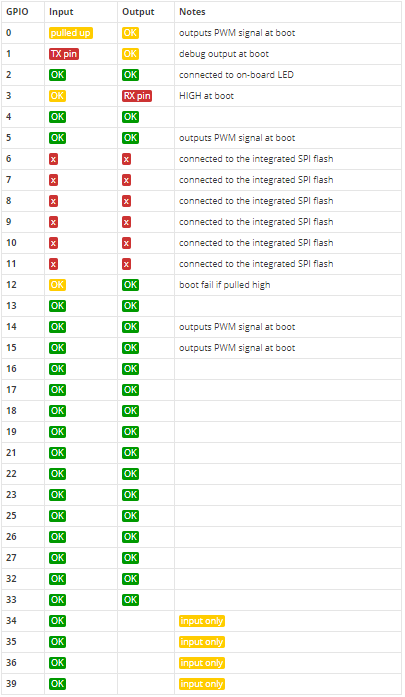 GPIO Input Output Notes
0 pulled up OK outputs PWM signal at boot
1 TX pin OK debug output at boot
2 OK OK connected to on-board LED
3 OK RX pin HIGH at boot
4 OK OK
5 OK OK outputs PWM signal at boot
6 x x connected to the integrated SPI flash
7 x x connected to the integrated SPI flash
8 x x connected to the integrated SPI flash
9 x x connected to the integrated SPI flash
10 x x connected to the integrated SPI flash
11 x x connected to the integrated SPI flash
12 OK OK boot fail if pulled high
13 OK OK
14 OK OK outputs PWM signal at boot
15 OK OK outputs PWM signal at boot
16 OK OK
17 OK OK
18 OK OK
19 OK OK
21 OK OK
22 OK OK
23 OK OK
25 OK OK
26 OK OK
27 OK OK
32 OK OK
33 OK OK
34 OK input only
35 OK input only
36 OK input only
39 OK input only